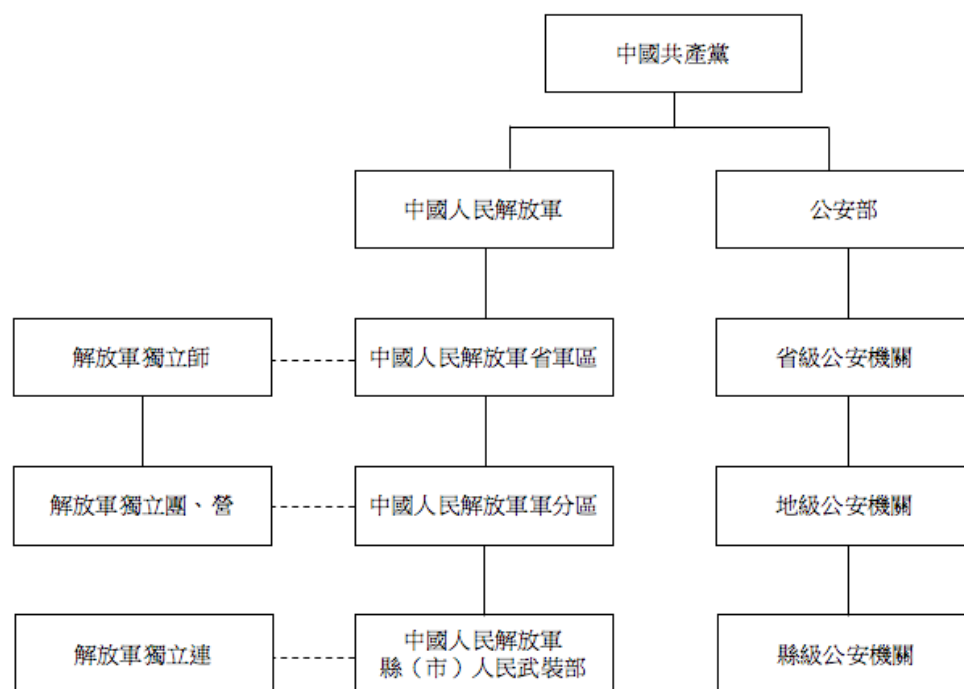 中國共產黨
中國人民解放軍
公安部
解放軍獨立師
中國人民解放軍省軍區
省級公安機關
解放軍獨立團、營
中國人民解放軍軍分區
地級公安機關
解放軍獨立連
中國人民解放軍
縣（市）人民武裝部
縣級公安機關